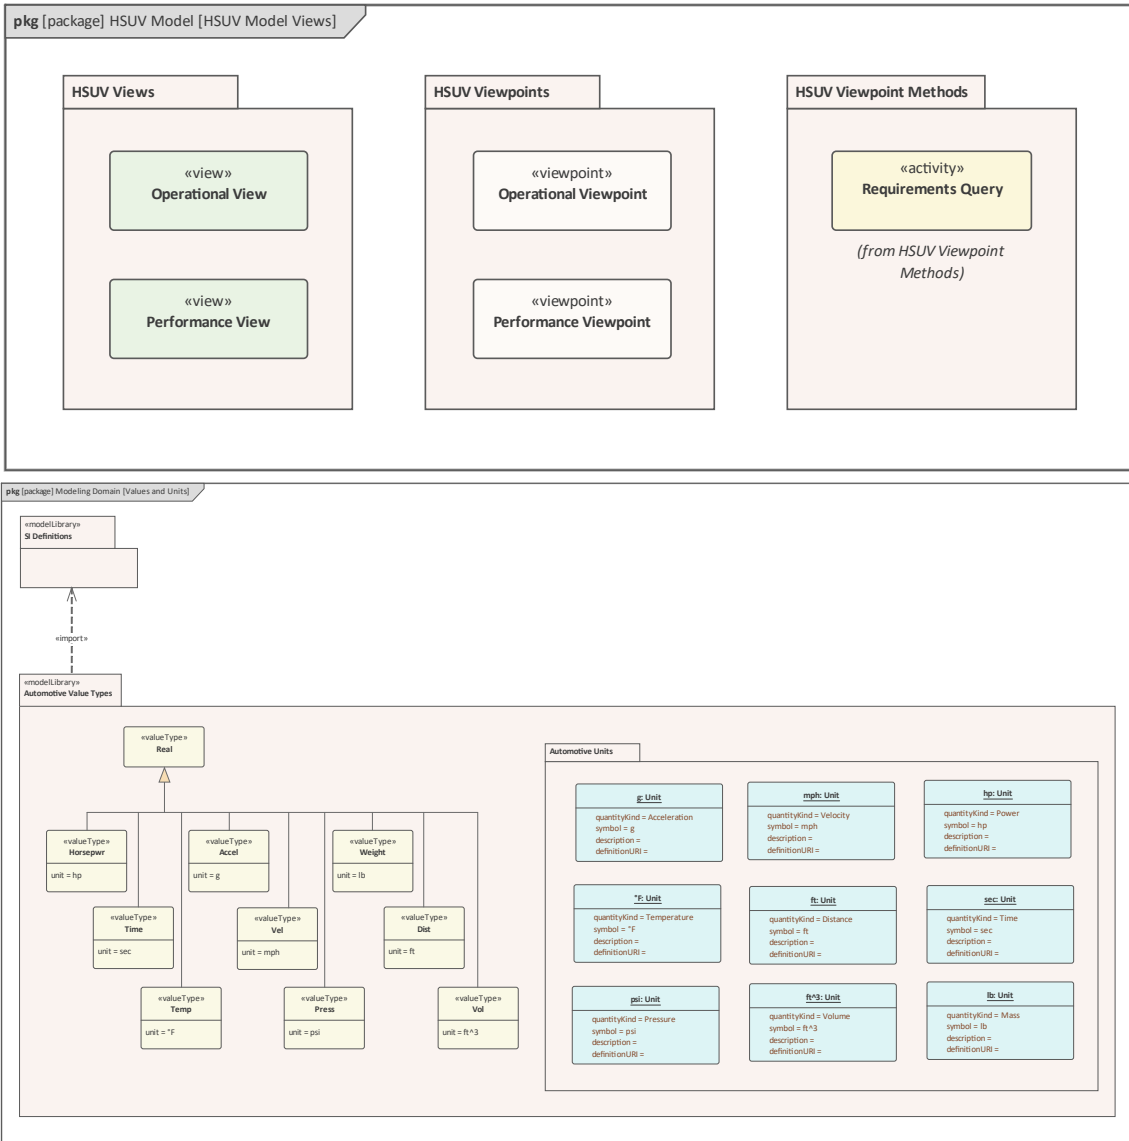 pkg [package] HSUV Model [HSUV Model Views]
HSUV Views
«view»
Operational View
«view»
Performance View
HSUV Viewpoints
«viewpoint»
Operational Viewpoint
«viewpoint»
Performance Viewpoint
HSUV Viewpoint Methods
«activity»
Requirements Query
(from HSUV Viewpoint
Methods)
pkg [package] Modeling Domain [Values and Units]
«modelLibrary»
SI Definitions
«import»
«modelLibrary»
Automotive Value Types
«valueType»
Real
«valueType»
Horsepwr
unit = hp
«valueType»
Accel
unit = g
«valueType»
Weight
unit = lb
«valueType»
Time
unit = sec
«valueType»
Vel
unit = mph
«valueType»
Dist
unit = ft
«valueType»
Temp
unit = °F
«valueType»
Press
unit = psi
«valueType»
Vol
unit = ft^3
Automotive Units
g: Unit
quantityKind = Acceleration
symbol = g
description =
definitionURI =
mph: Unit
quantityKind = Velocity
symbol = mph
description =
definitionURI =
hp: Unit
quantityKind = Power
symbol = hp
description =
definitionURI =
°F: Unit
quantityKind = Temperature
symbol = °F
description =
definitionURI =
ft: Unit
quantityKind = Distance
symbol = ft
description =
definitionURI =
sec: Unit
quantityKind = Time
symbol = sec
description =
definitionURI =
psi: Unit
quantityKind = Pressure
symbol = psi
description =
definitionURI =
ft^3: Unit
quantityKind = Volume
symbol = ft^3
description =
definitionURI =
lb: Unit
quantityKind = Mass
symbol = lb
description =
definitionURI =